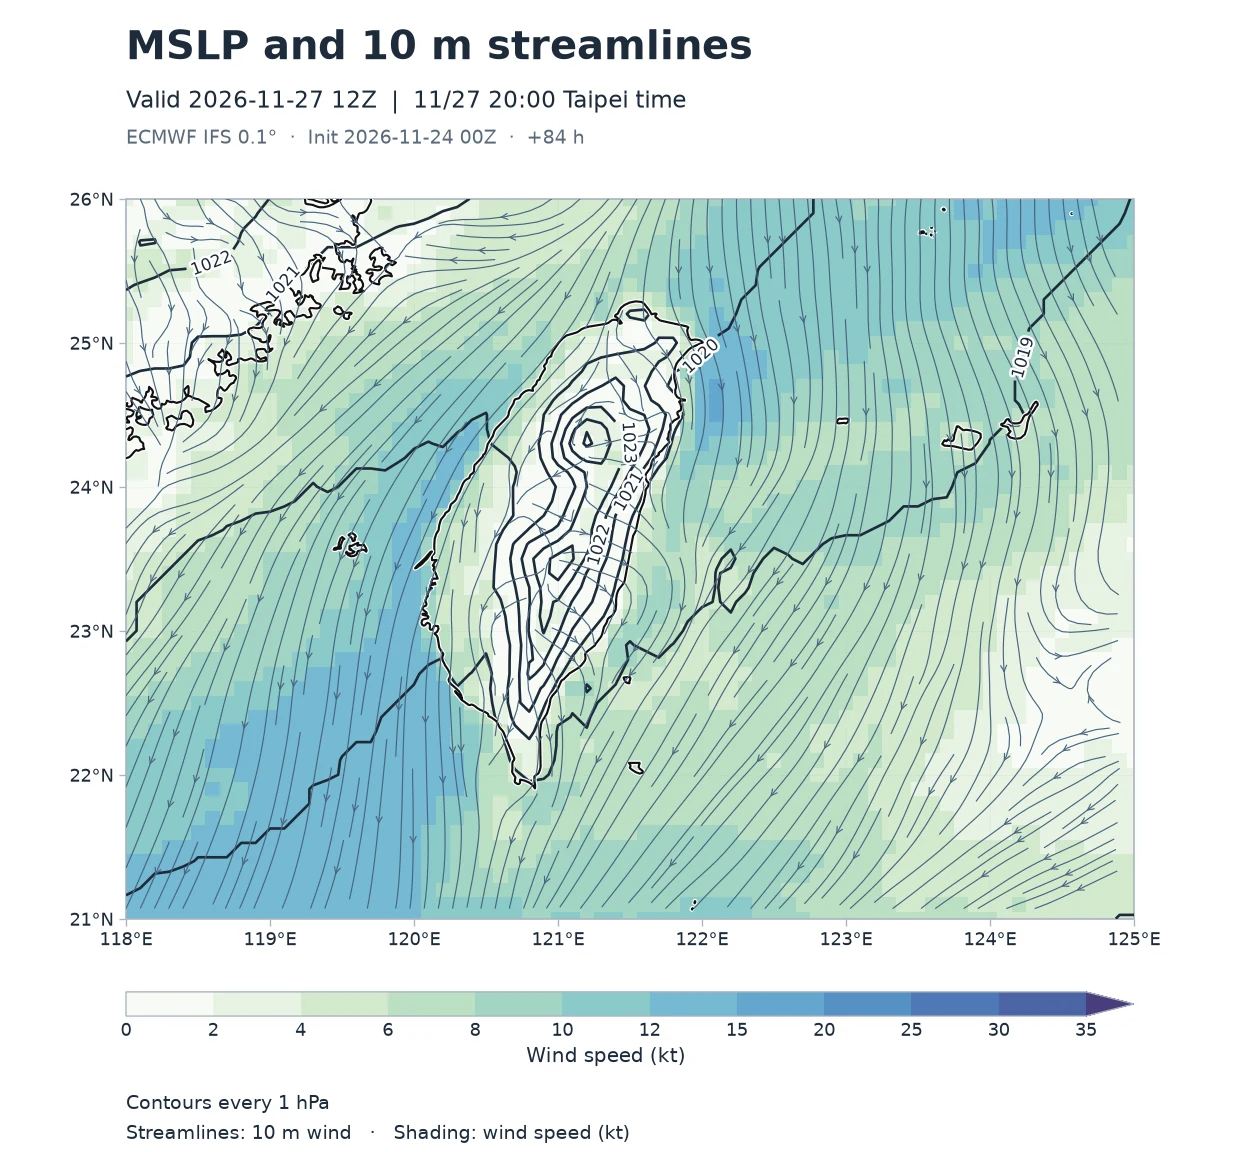 MSLP and 10 m streamlines
Valid 2026-11-27 12Z | 11/27 20:00 Taipei time
ECMWF IFS 0.1° · Init 2026-11-24 00Z · +84 h
26°N
25°N
24°N
23°N
22°N
21°N
1022
1021
1020
1019
1023
1021
1022
118°E 119°E 120°E 121°E 122°E 123°E 124°E 125°E
0 2 4 6 8 10 12 15 20 25 30 35
Wind speed (kt)
Contours every 1 hPa
Streamlines: 10 m wind · Shading: wind speed (kt)